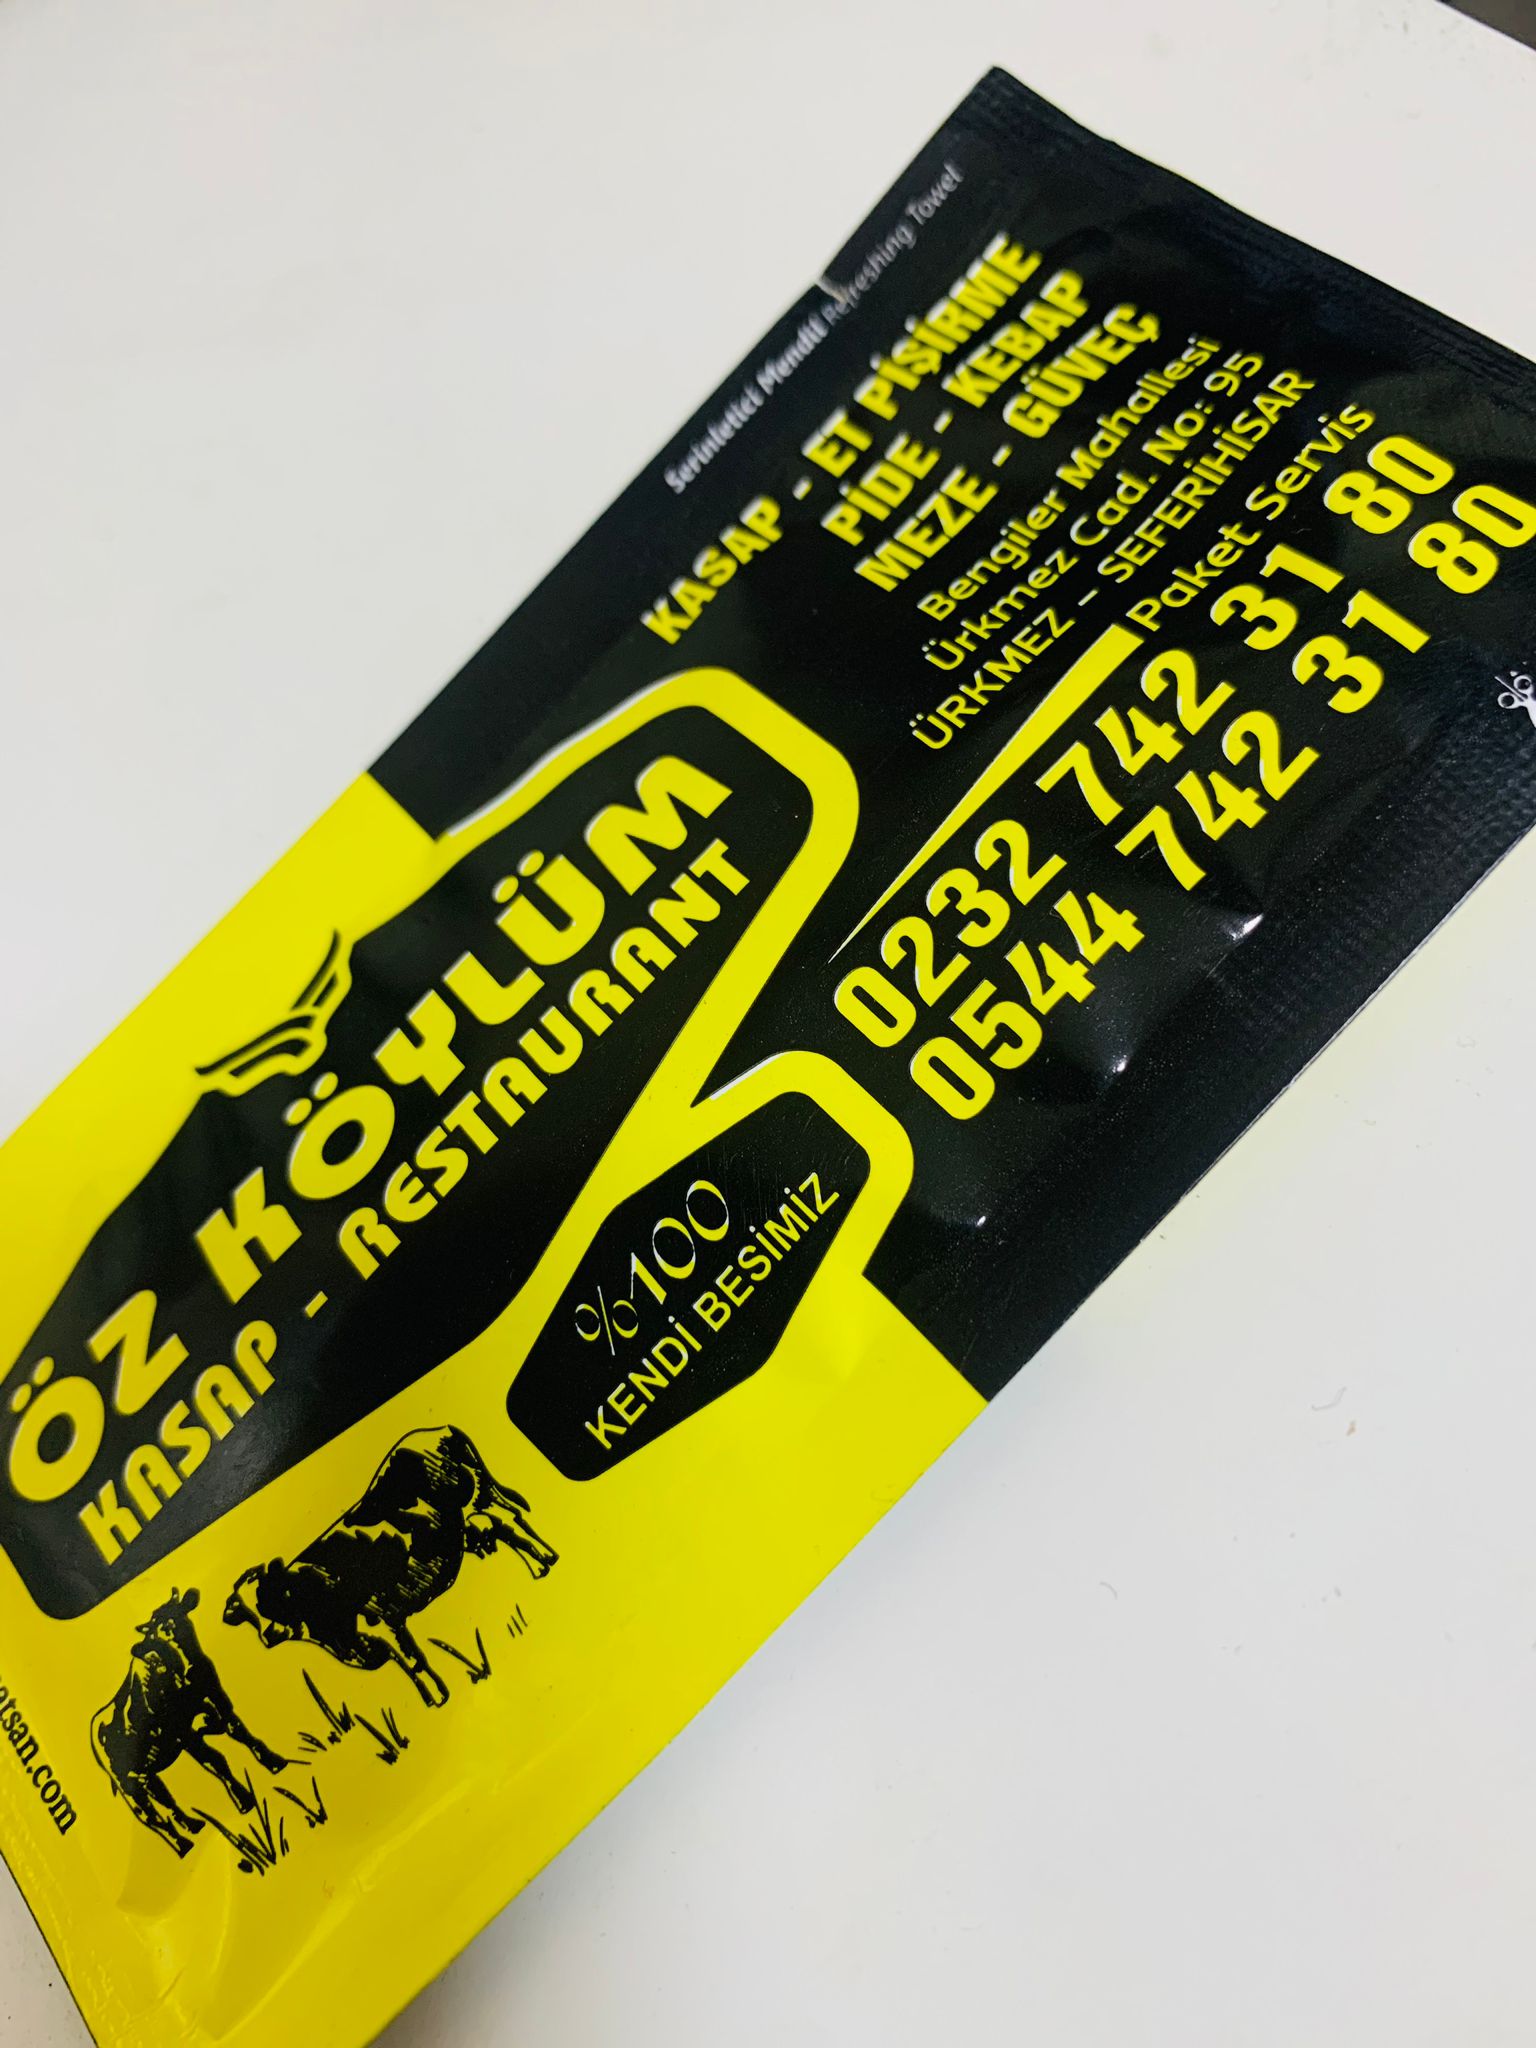 Serinletici Mendil Refreshing Towel
KASAP - ET PİŞİRME
PİDE - KEBAP
MEZE - GÜVEÇ
Bengiler Mahallesi
Ürkmez Cad. No: 95
ÜRKMEZ - SEFERİHİSAR
Paket Servis
0232 742 31 80
0544 742 31 80
ÖZ KÖYLÜM
KASAP - RESTAURANT
%100
KENDİ BESİMİZ